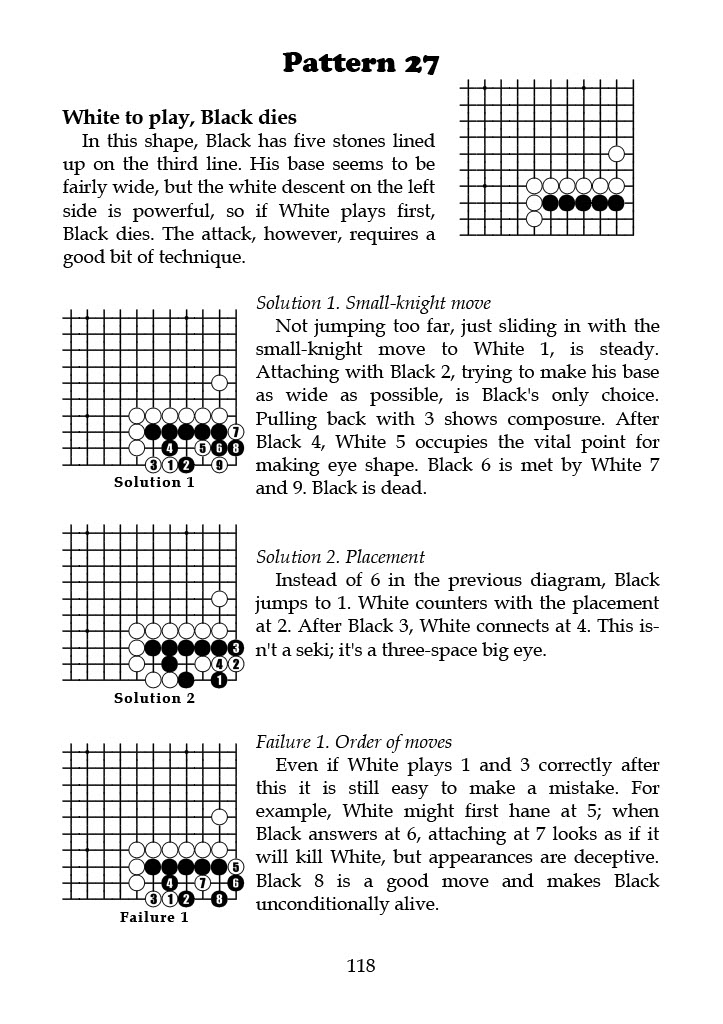 Pattern 27
White to play, Black dies
In this shape, Black has five stones lined
up on the third line. His base seems to be
fairly wide, but the white descent on the left
side is powerful, so if White plays first,
Black dies. The attack, however, requires a
good bit of technique.
Solution 1. Small-knight move
Not jumping too far, just sliding in with the
small-knight move to White 1, is steady.
Attaching with Black 2, trying to make his base
as wide as possible, is Black's only choice.
Pulling back with 3 shows composure. After
Black 4, White 5 occupies the vital point for
making eye shape. Black 6 is met by White 7
and 9. Black is dead.
7
4 5 6 8
3 1 2 9
Solution 1
Solution 2. Placement
Instead of 6 in the previous diagram, Black
jumps to 1. White counters with the placement
at 2. After Black 3, White connects at 4. This is-
n't a seki; it's a three-space big eye.
3
4 2
1
Solution 2
Failure 1. Order of moves
Even if White plays 1 and 3 correctly after
this it is still easy to make a mistake. For
example, White might first hane at 5; when
Black answers at 6, attaching at 7 looks as if it
will kill White, but appearances are deceptive.
Black 8 is a good move and makes Black
unconditionally alive.
5
4 7 6
3 1 2 8
Failure 1
118